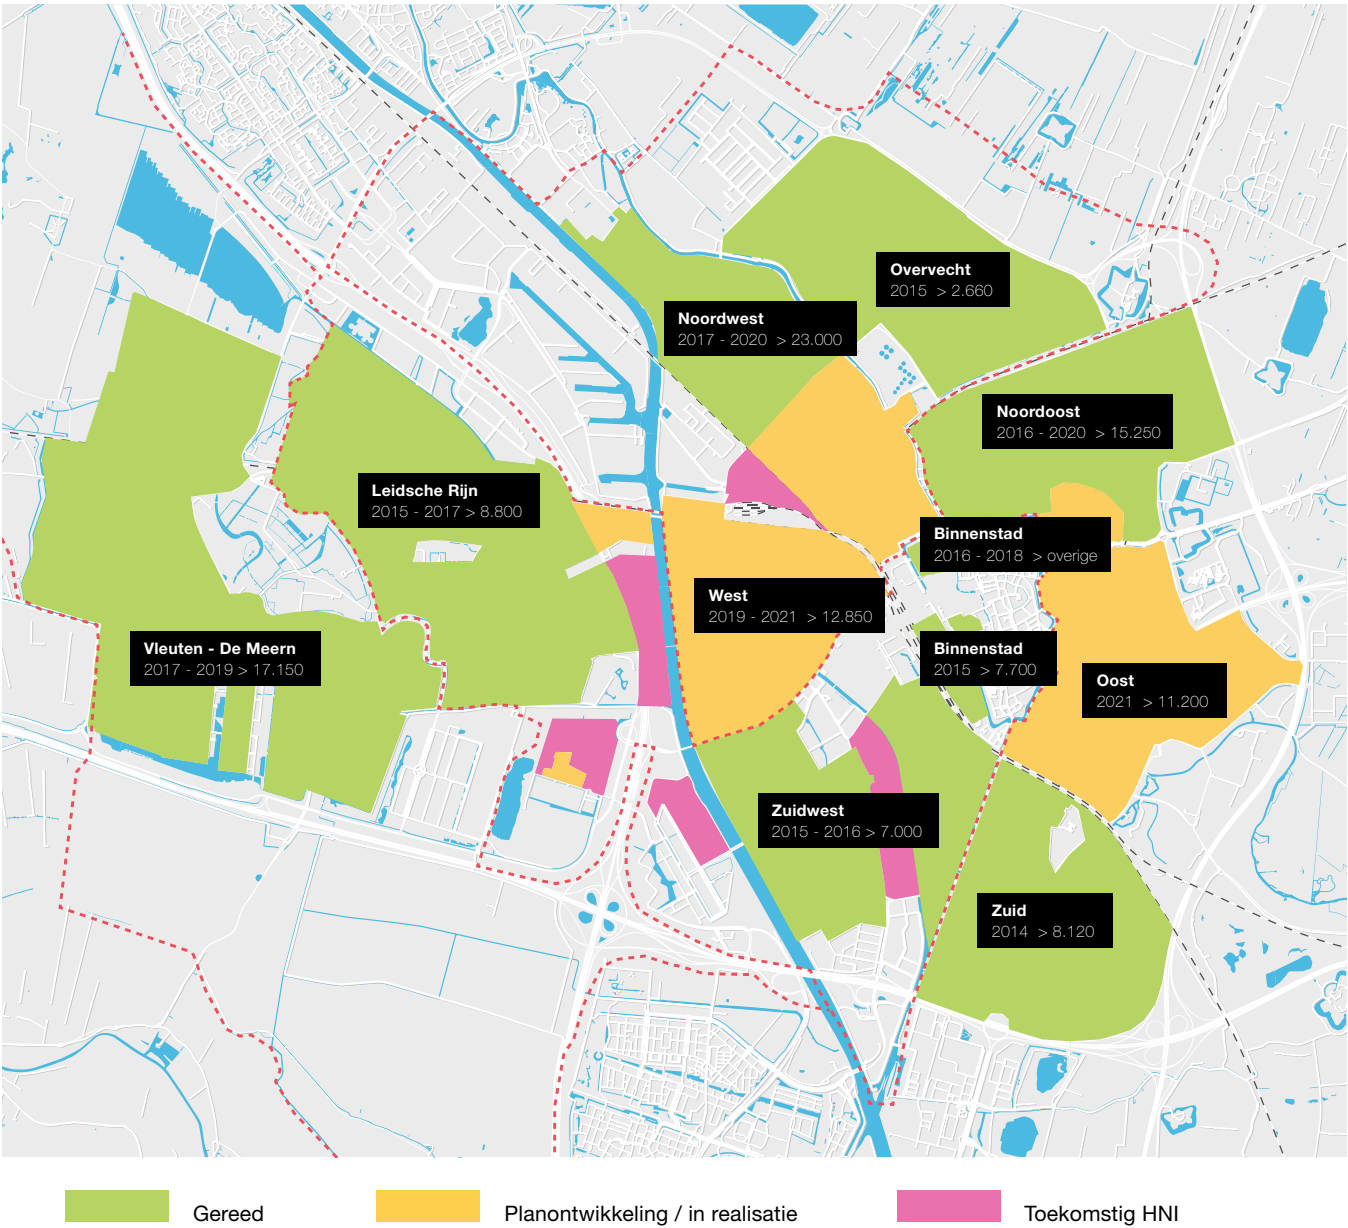 Overvecht
2015 > 2.660
Noordwest
2017 - 2020 > 23.000
Noordoost
2016 - 2020 > 15.250
Leidsche Rijn
2015 - 2017 > 8.800
Binnenstad
2016 - 2018 > overige
West
2019 - 2021 > 12.850
Vleuten - De Meern
2017 - 2019 > 17.150
Binnenstad
2015 > 7.700
Oost
2021 > 11.200
Zuidwest
2015 - 2016 > 7.000
Zuid
2014 > 8.120
Gereed
Planontwikkeling / in realisatie
Toekomstig HNI